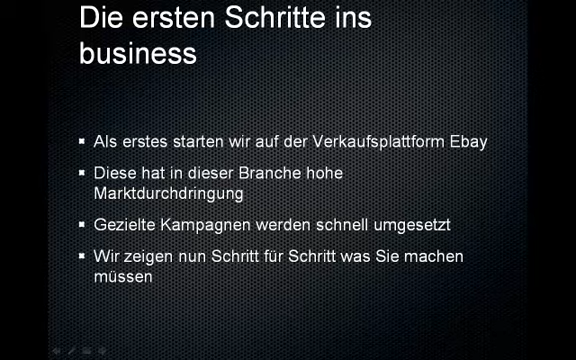 Die ersten Schritte ins
business
Als erstes starten wir auf der Verkaufsplattform Ebay
Diese hat in dieser Branche hohe
Marktdurchdringung
Gezielte Kampagnen werden schnell umgesetzt
Wir zeigen nun Schritt für Schritt was Sie machen
müssen